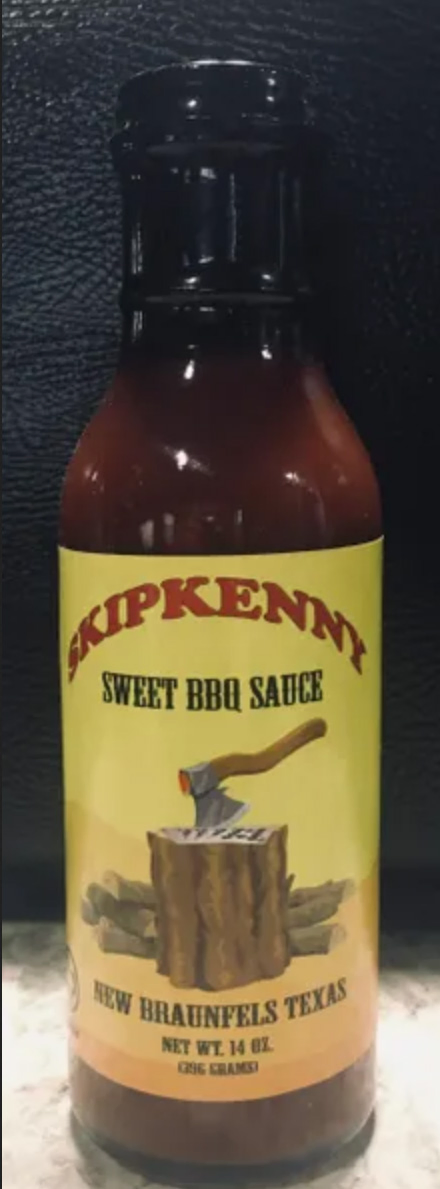 SKIPKENNY
SWEET BBQ SAUCE
NEW BRAUNFELS TEXAS
NET WT. 14 OZ.
(396 GRAMS)